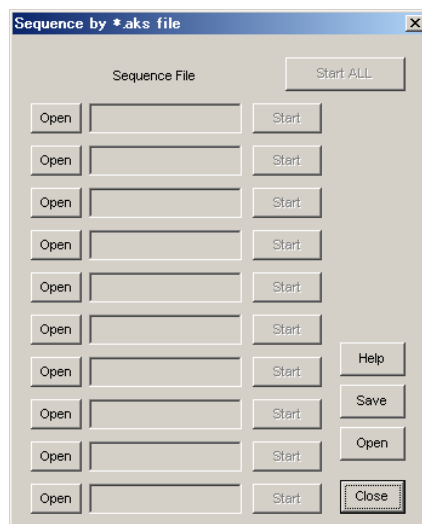 Sequence by *.aks file
Sequence File
Start ALL
Open Start
Open Start
Open Start
Open Start
Open Start
Open Start
Open Start
Help
Open Start
Save
Open Start
Open
Open Start
Close